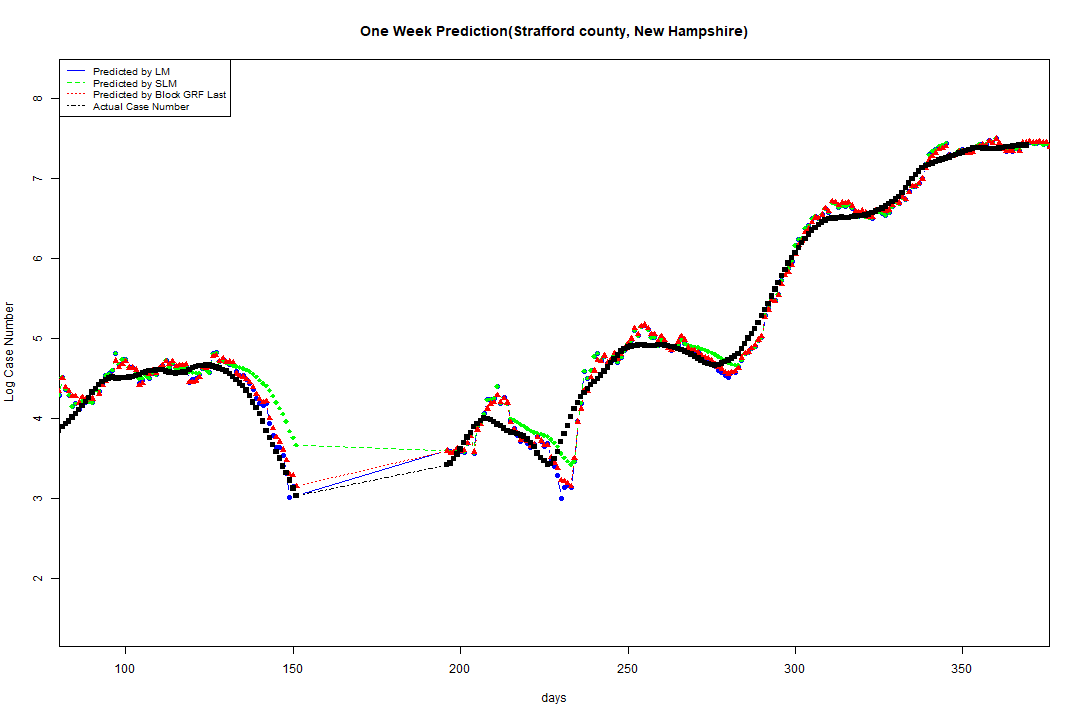 One Week Prediction(Strafford county, New Hampshire)
Predicted by LM
Predicted by SLM
Predicted by Block GRF Last
Actual Case Number
8
7
6
5
4
3
2
Log Case Number
100 150 200 250 300 350
days